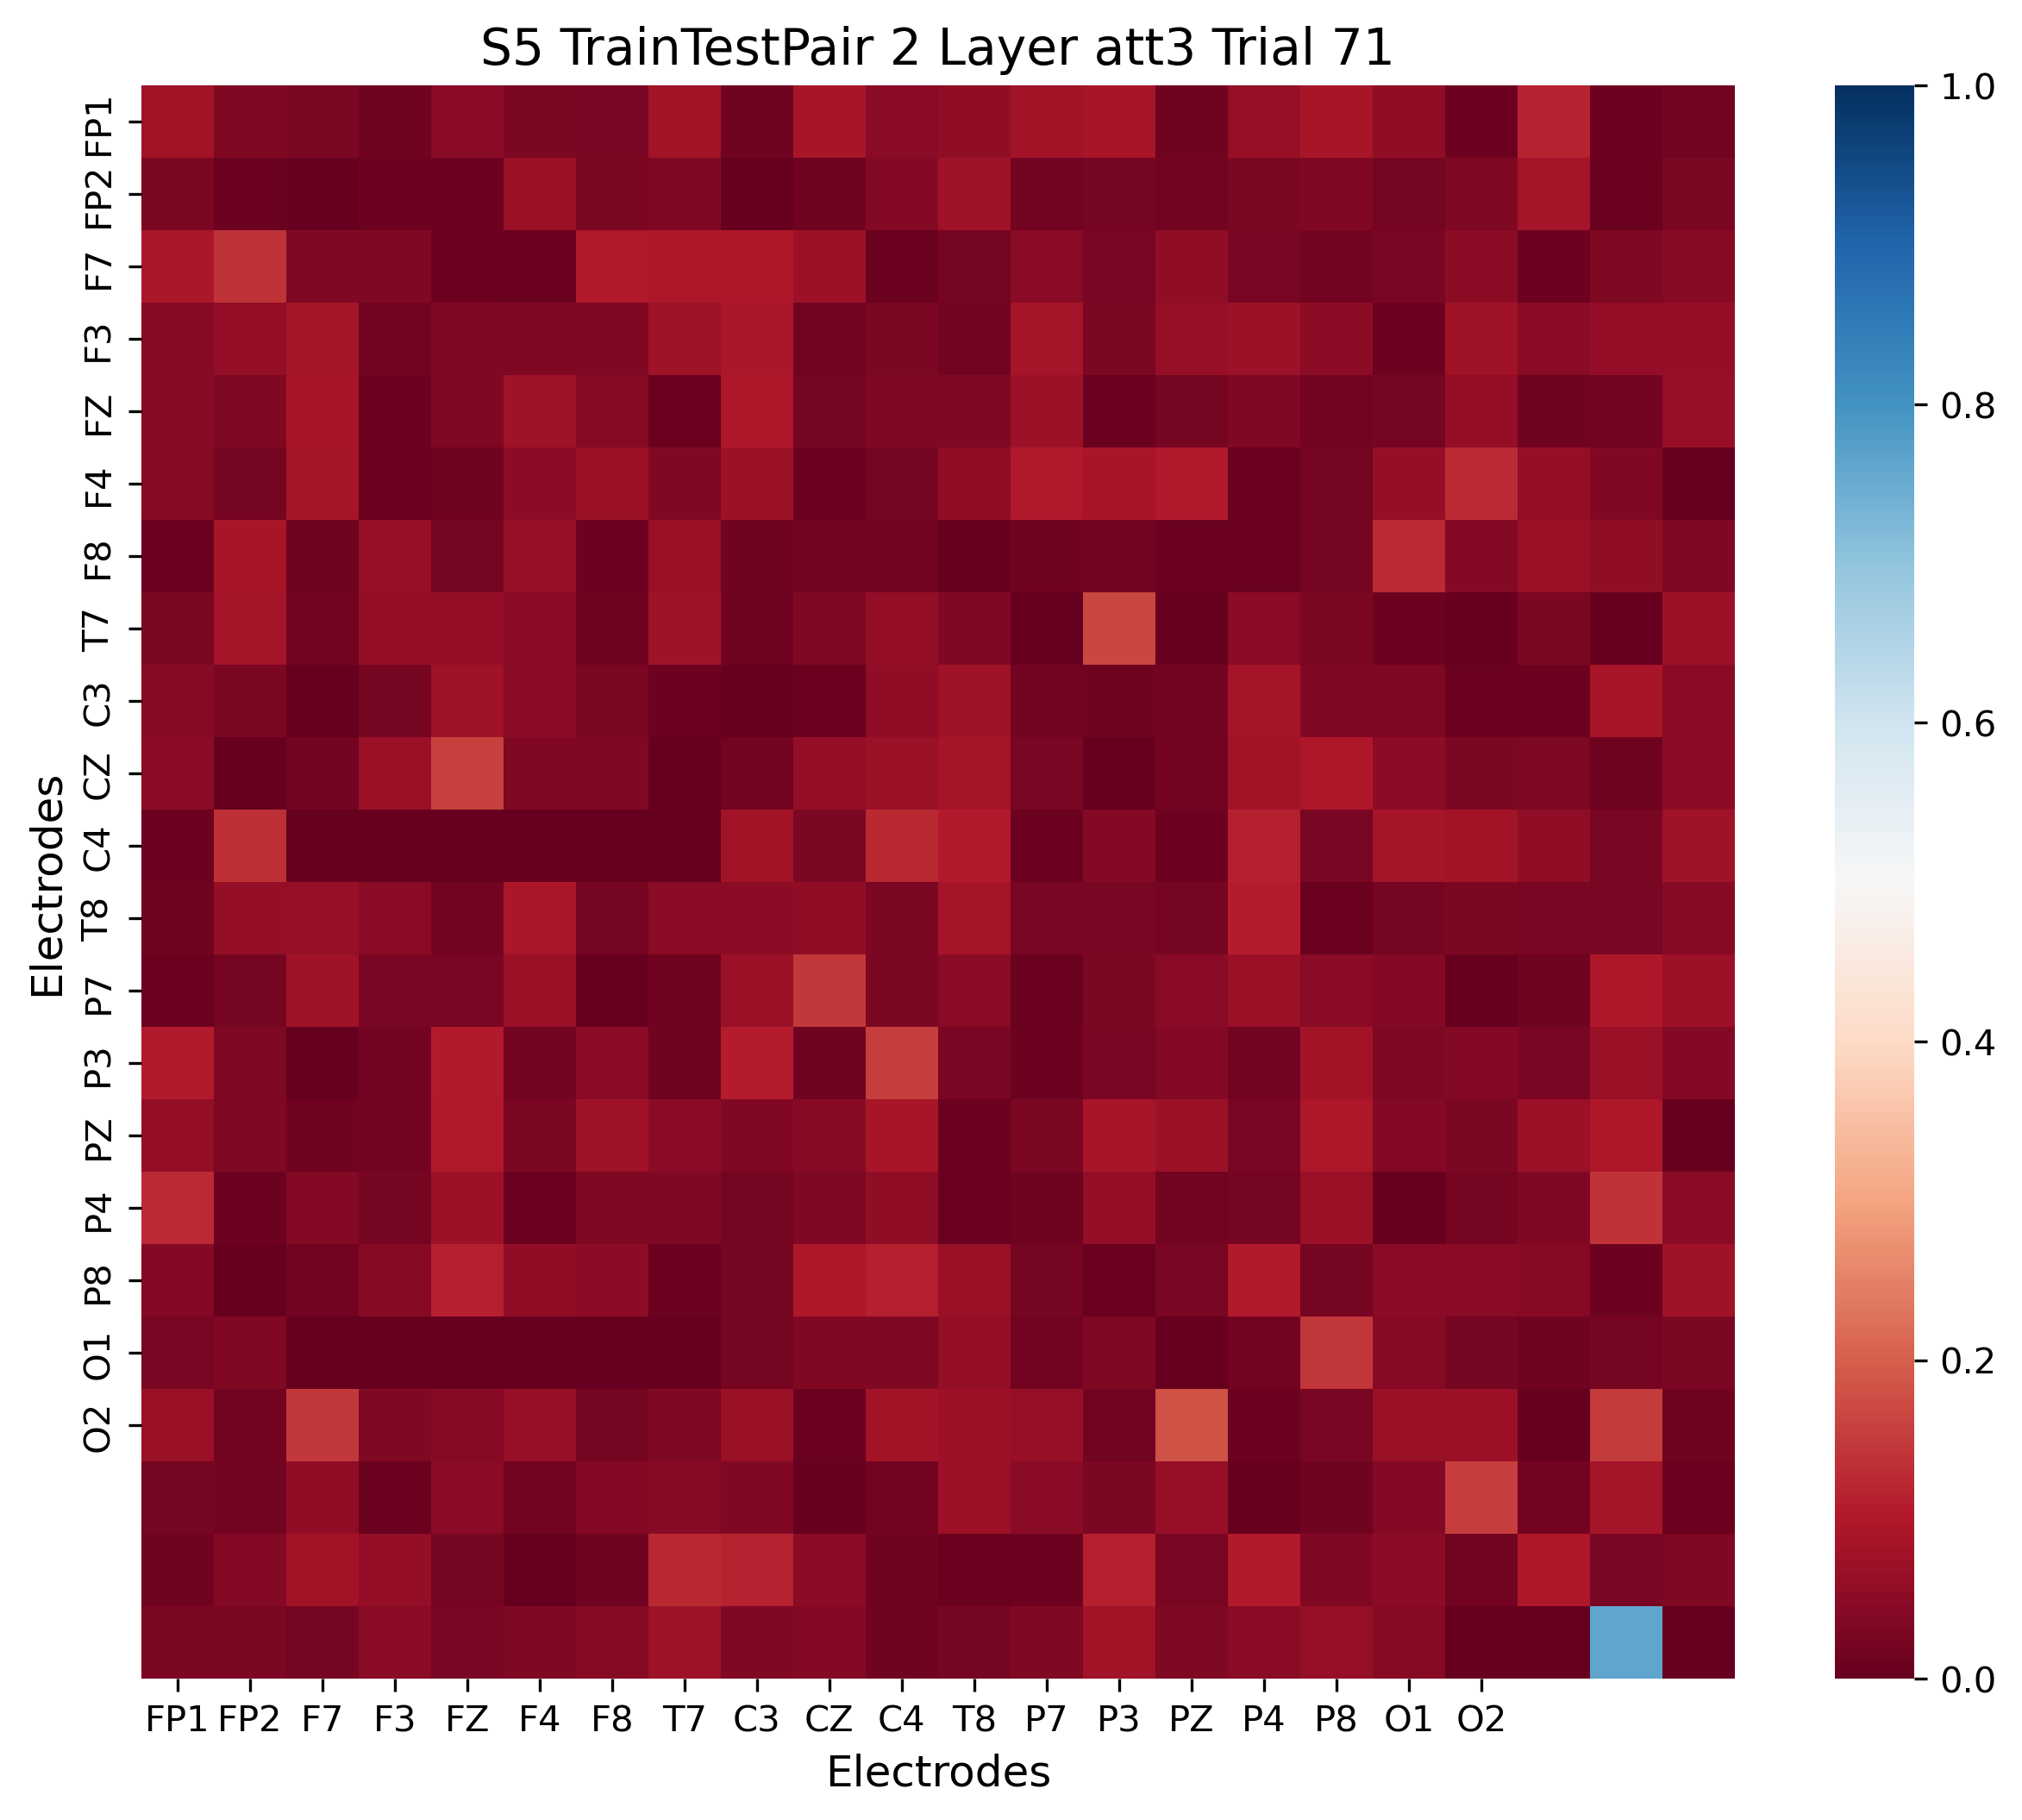 S5 TrainTestPair 2 Layer att3 Trial 71
Electrodes
FP1
FP2
F7
F3
FZ
F4
F8
T7
C3
CZ
C4
T8
P7
P3
PZ
P4
P8
O1
O2
1.0
0.8
0.6
0.4
0.2
0.0
FP1 FP2 F7 F3 FZ F4 F8 T7 C3 CZ C4 T8 P7 P3 PZ P4 P8 O1 O2
Electrodes